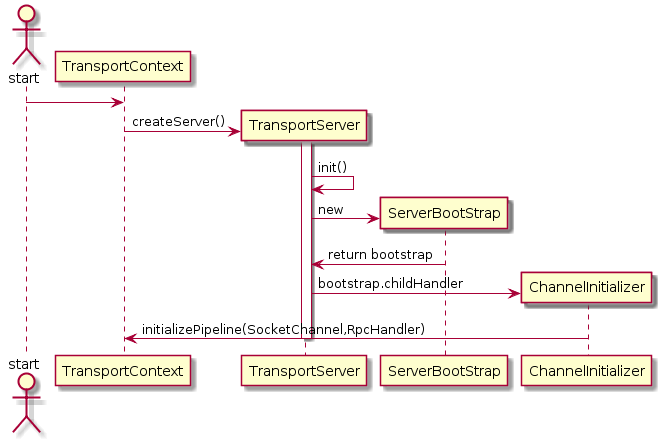 start
TransportContext
createServer()
TransportServer
init()
new
ServerBootStrap
return bootstrap
bootstrap.childHandler
ChannelInitializer
initializePipeline(SocketChannel,RpcHandler)
start
TransportContext
TransportServer
ServerBootStrap
ChannelInitializer